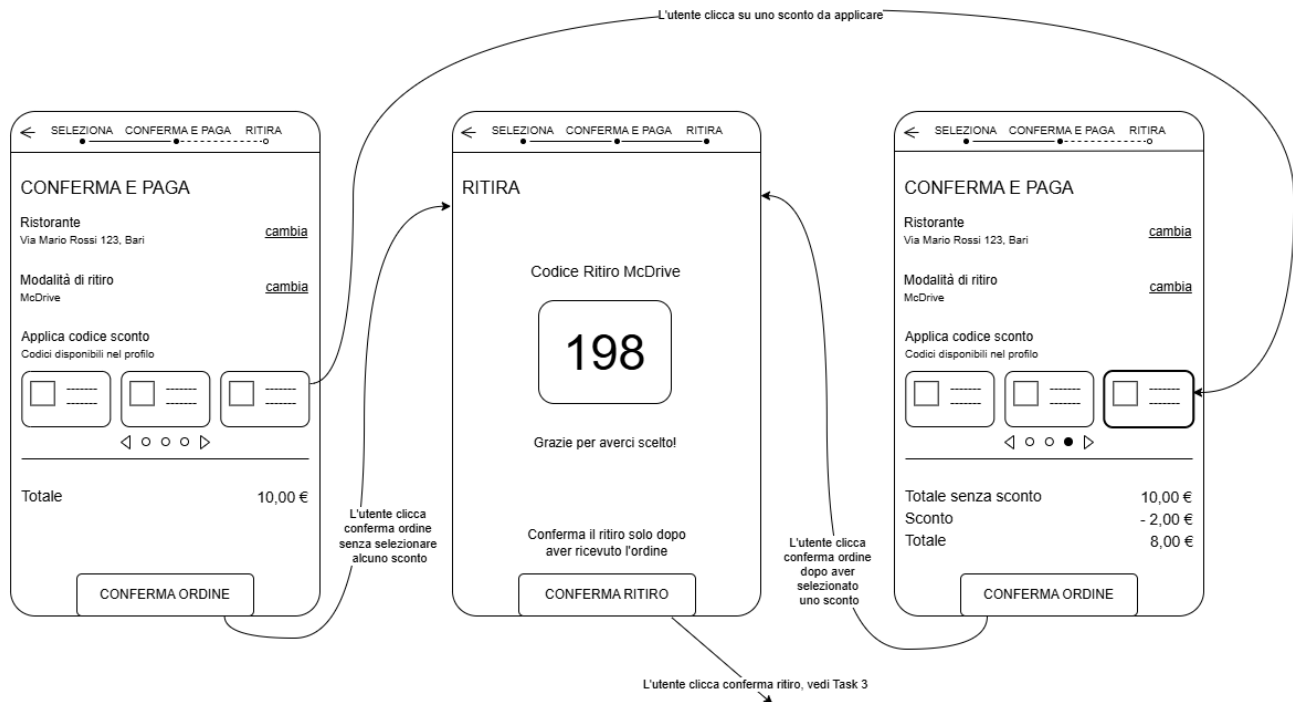 L'utente clicca su uno sconto da applicare
SELEZIONA CONFERMA E PAGA RITIRA
CONFERMA E PAGA
Ristorante
Via Mario Rossi 123, Bari
cambia
Modalità di ritiro
McDrive
cambia
Applica codice sconto
Codici disponibili nel profilo
Totale 10,00 €
CONFERMA ORDINE
L'utente clicca
conferma ordine
senza selezionare
alcuno sconto
SELEZIONA CONFERMA E PAGA RITIRA
RITIRA
Codice Ritiro McDrive
198
Grazie per averci scelto!
Conferma il ritiro solo dopo
aver ricevuto l'ordine
CONFERMA RITIRO
L'utente clicca conferma ritiro, vedi Task 3
L'utente clicca
conferma ordine
dopo aver
selezionato
uno sconto
SELEZIONA CONFERMA E PAGA RITIRA
CONFERMA E PAGA
Ristorante
Via Mario Rossi 123, Bari
cambia
Modalità di ritiro
McDrive
cambia
Applica codice sconto
Codici disponibili nel profilo
Totale senza sconto 10,00 €
Sconto - 2,00 €
Totale 8,00 €
CONFERMA ORDINE